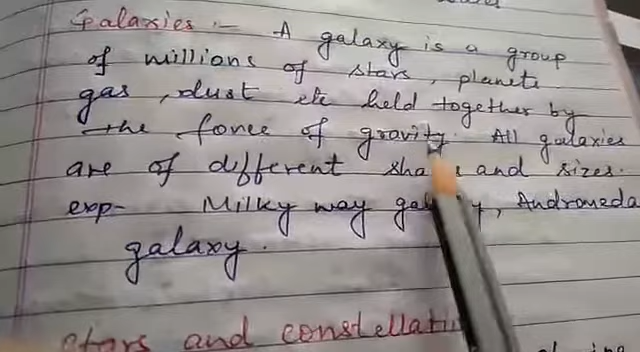 Galaxies :- A galaxy is a group
of millions of stars, planets
gas, dust etc held together by
the force of gravity. All galaxies
are of different and sizes.
exp- Milky way, Andromeda
galaxy.
stars and